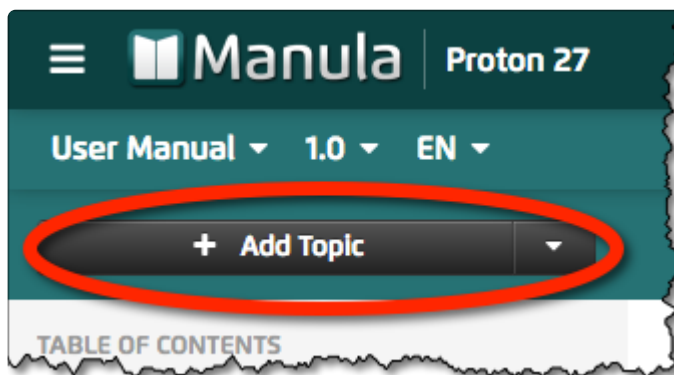 Manula Proton 27
User Manual 1.0 EN
+ Add Topic
TABLE OF CONTENTS